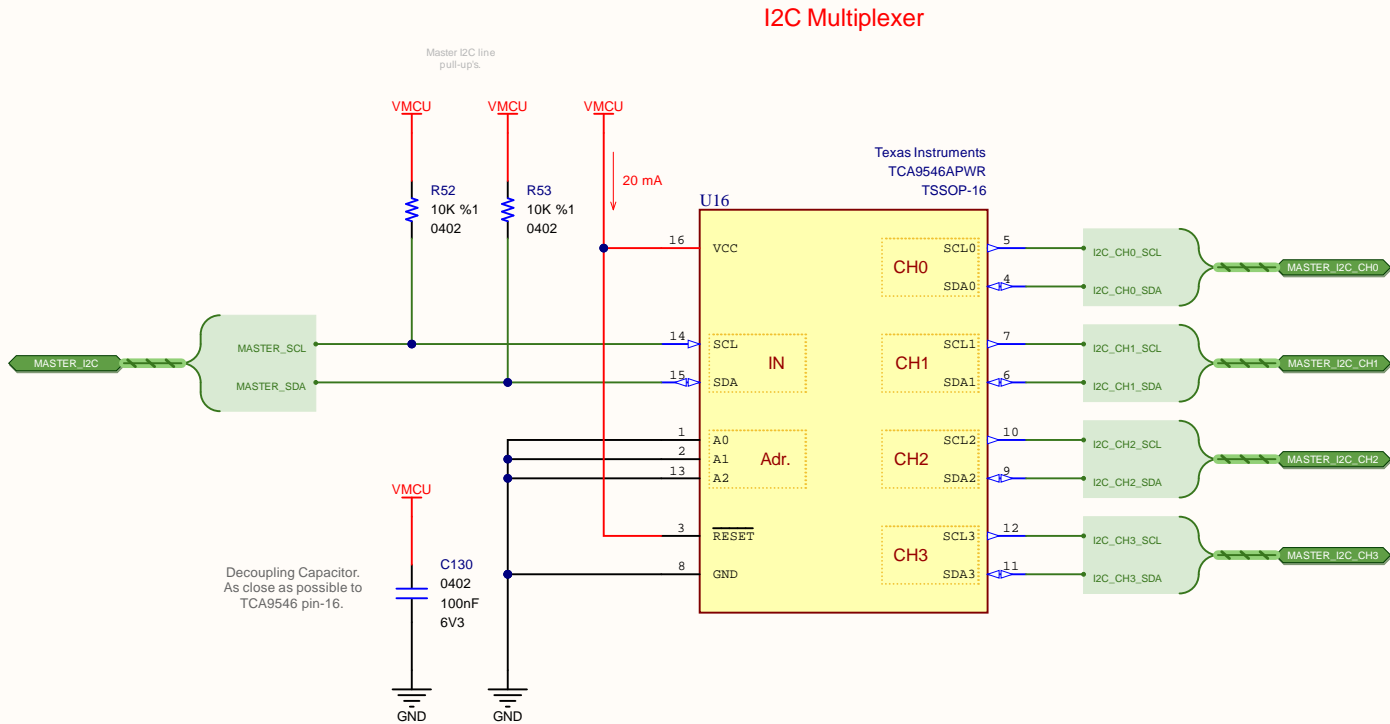 I2C Multiplexer
Master I2C line
pull-up's.
VMCU
VMCU
VMCU
20 mA
R52
10K %1
0402
R53
10K %1
0402
Texas Instruments
TCA9546APWR
TSSOP-16
U16
16
VCC
14
SCL
15
SDA
IN
1
A0
2
A1
13
A2
Adr.
3
RESET
8
GND
CH0
SCL0
5
SDA0
4
CH1
SCL1
7
SDA1
6
CH2
SCL2
10
SDA2
9
CH3
SCL3
12
SDA3
11
MASTER_I2C
MASTER_SCL
MASTER_SDA
I2C_CH0_SCL
I2C_CH0_SDA
MASTER_I2C_CH0
I2C_CH1_SCL
I2C_CH1_SDA
MASTER_I2C_CH1
I2C_CH2_SCL
I2C_CH2_SDA
MASTER_I2C_CH2
I2C_CH3_SCL
I2C_CH3_SDA
MASTER_I2C_CH3
VMCU
Decoupling Capacitor.
As close as possible to
TCA9546 pin-16.
C130
0402
100nF
6V3
GND
GND